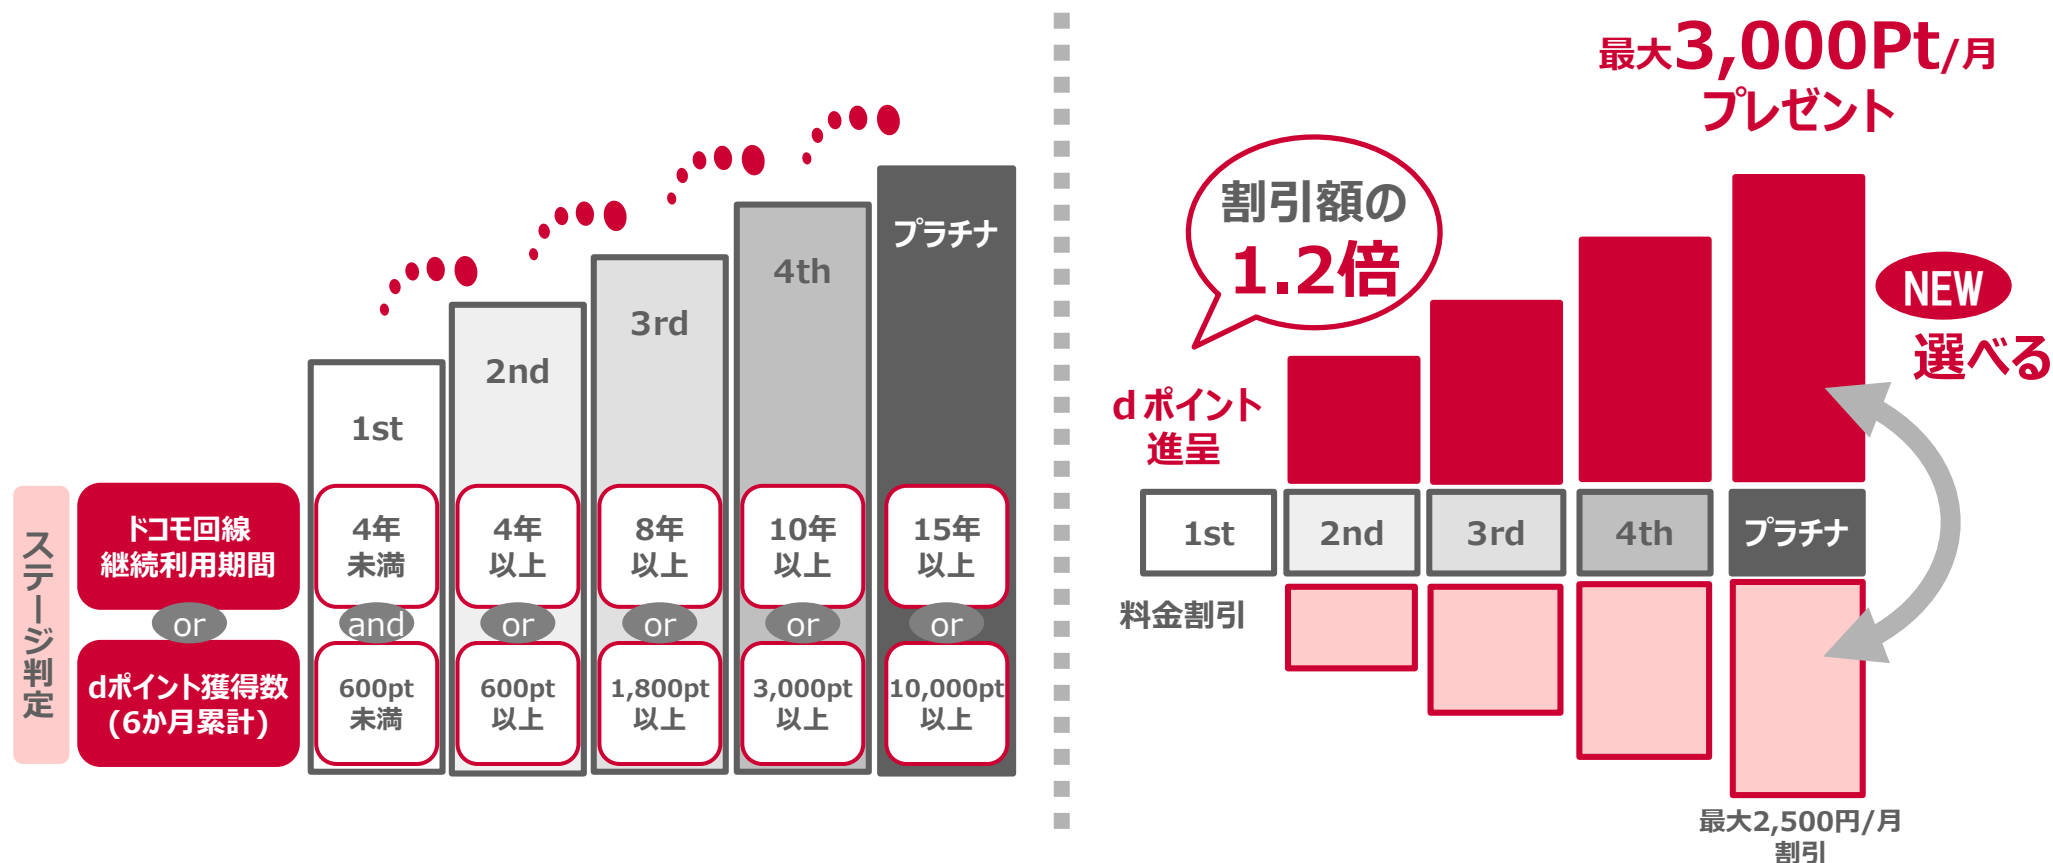 プラチナ
4th
3rd
2nd
1st
ステージ判定
ドコモ回線
継続利用期間
or
dポイント獲得数
(6か月累計)
4年
未満
and
600pt
未満
4年
以上
or
600pt
以上
8年
以上
or
1,800pt
以上
10年
以上
or
3,000pt
以上
15年
以上
or
10,000pt
以上
最大3,000Pt/月
プレゼント
割引額の
1.2倍
NEW
選べる
dポイント
進呈
1st
2nd
3rd
4th
プラチナ
料金割引
最大2,500円/月
割引